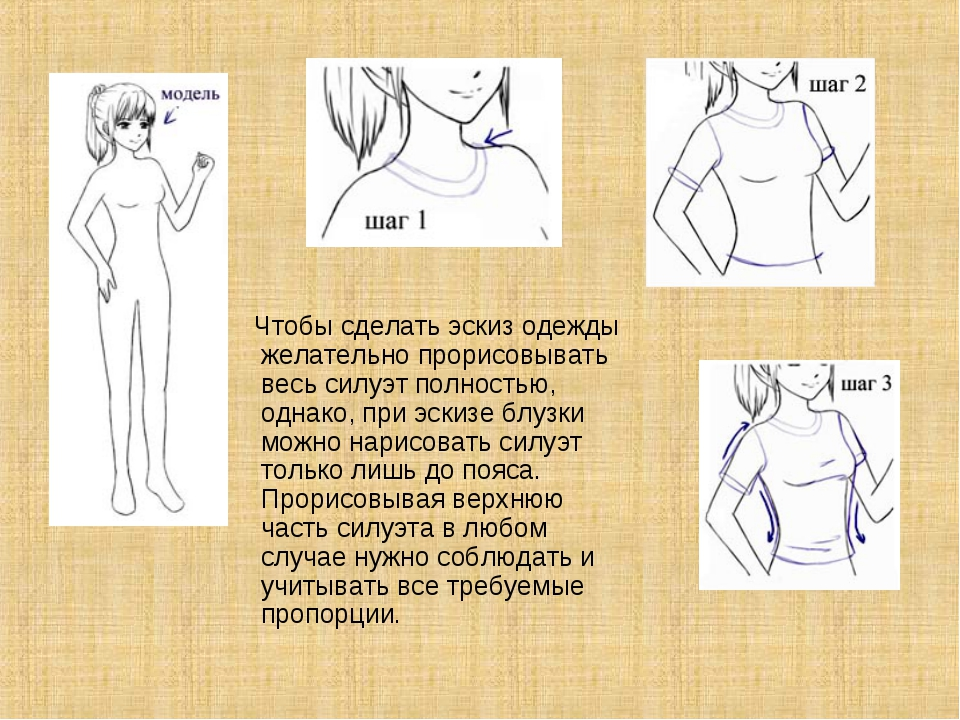 модель
шаг 1
шаг 2
Чтобы сделать эскиз одежды
желательно прорисовывать
весь силуэт полностью,
однако, при эскизе блузки
можно нарисовать силуэт
только лишь до пояса.
Прорисовывая верхнюю
часть силуэта в любом
случае нужно соблюдать и
учитывать все требуемые
пропорции.
шаг 3